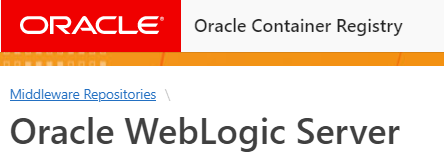 ORACLE
Oracle Container Registry
Middleware Repositories \
Oracle WebLogic Server